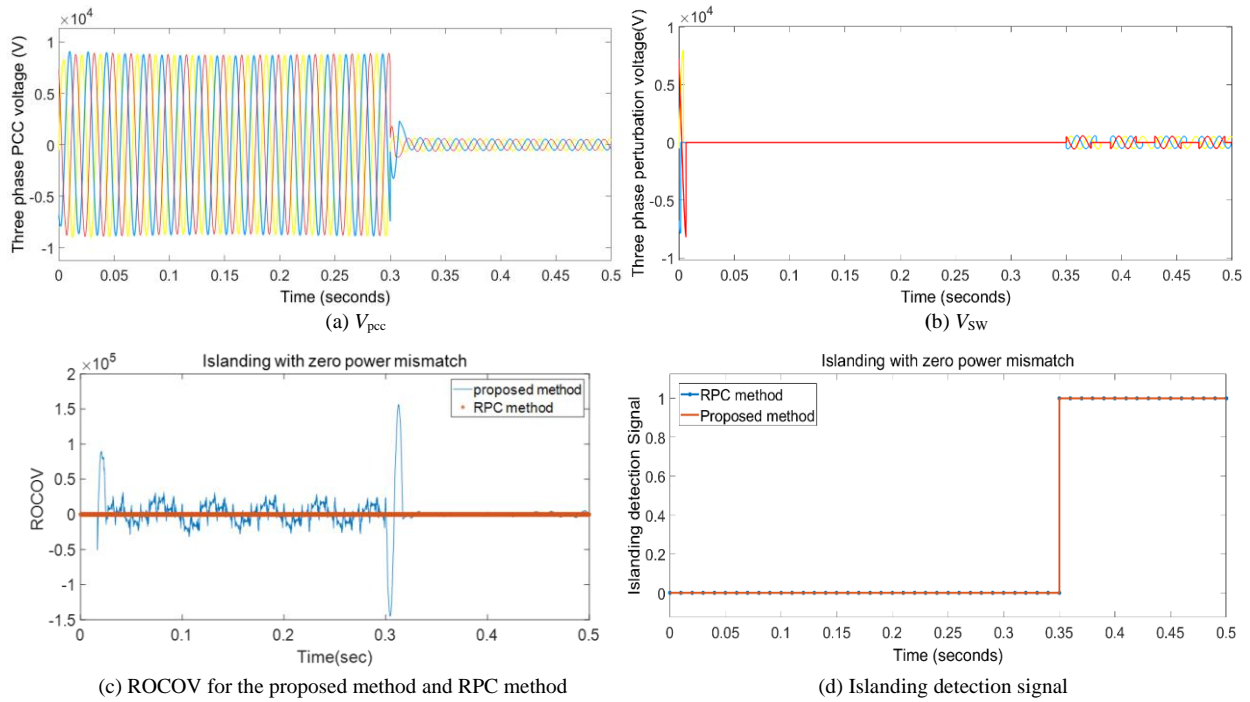 ×10⁴
Three phase PCC voltage (V)
1
0.5
0
-0.5
-1
0 0.05 0.1 0.15 0.2 0.25 0.3 0.35 0.4 0.45 0.5
Time (seconds)
(a) Vpcc
×10⁴
Three phase perturbation voltage(V)
1
0.5
0
-0.5
-1
0 0.05 0.1 0.15 0.2 0.25 0.3 0.35 0.4 0.45 0.5
Time (seconds)
(b) VSW
Islanding with zero power mismatch
×10⁵
ROCOV
2
1.5
1
0.5
0
-0.5
-1
-1.5
proposed method
RPC method
0 0.1 0.2 0.3 0.4 0.5
Time(sec)
(c) ROCOV for the proposed method and RPC method
Islanding with zero power mismatch
Islanding detection Signal
1
0.8
0.6
0.4
0.2
0
RPC method
Proposed method
0 0.05 0.1 0.15 0.2 0.25 0.3 0.35 0.4 0.45 0.5
Time (seconds)
(d) Islanding detection signal